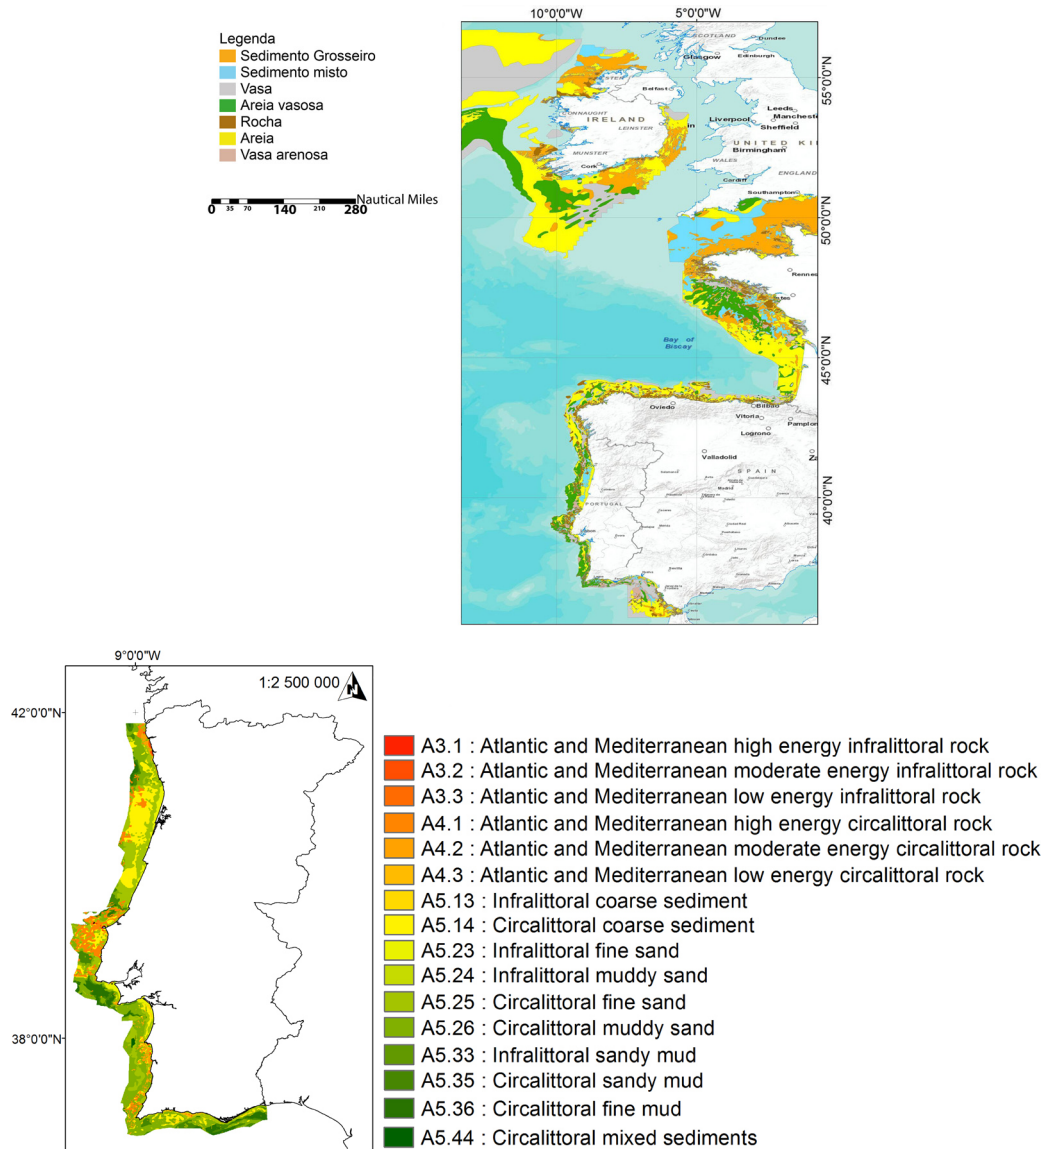 10°0'0"W 5°0'0"W
SCOTLAND
Dundee
Glasgow
Edinburgh
55°0'0"N
Legenda
Sedimento Grosseiro
Sedimento misto
Vasa
Areia vasosa
Rocha
Areia
Vasa arenosa
0 35 70 140 210 280 Nautical Miles
Belfast
CONNAUGHT
IRELAND
LEINSTER
in
MUNSTER
Cork
Leeds
Manchest
Liverpool
Sheffield
UNITED KI
Birmingham
WALES
ENGLAND
Cardiff
Southampton
50°0'0"N
Rennes
45°0'0"N
Bay of
Biscay
Oviedo
Bilbao
Vitoria
Pamplon
Logrono
Valladolid
Za
SPAIN
40°0'0"N
PORTUGAL
9°0'0"W
1:2 500 000
N
42°0'0"N
38°0'0"N
A3.1 : Atlantic and Mediterranean high energy infralittoral rock
A3.2 : Atlantic and Mediterranean moderate energy infralittoral rock
A3.3 : Atlantic and Mediterranean low energy infralittoral rock
A4.1 : Atlantic and Mediterranean high energy circalittoral rock
A4.2 : Atlantic and Mediterranean moderate energy circalittoral rock
A4.3 : Atlantic and Mediterranean low energy circalittoral rock
A5.13 : Infralittoral coarse sediment
A5.14 : Circalittoral coarse sediment
A5.23 : Infralittoral fine sand
A5.24 : Infralittoral muddy sand
A5.25 : Circalittoral fine sand
A5.26 : Circalittoral muddy sand
A5.33 : Infralittoral sandy mud
A5.35 : Circalittoral sandy mud
A5.36 : Circalittoral fine mud
A5.44 : Circalittoral mixed sediments